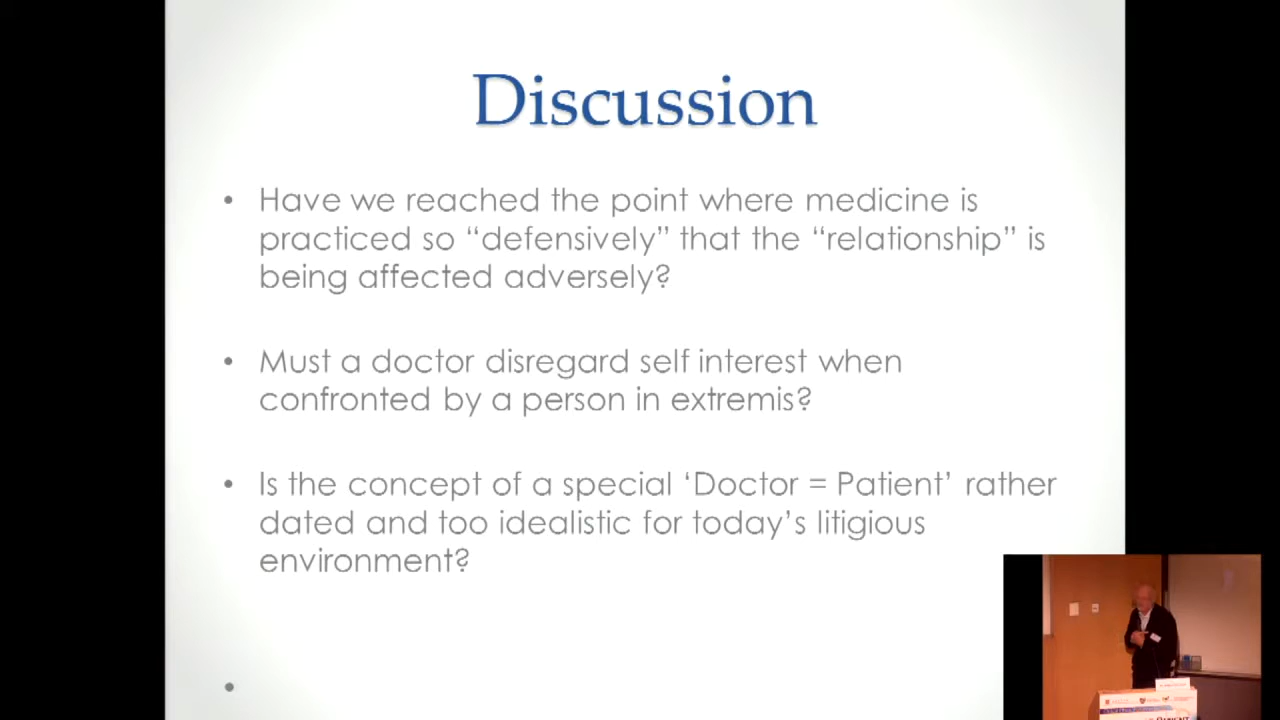 Discussion
• Have we reached the point where medicine is
practiced so “defensively” that the “relationship” is
being affected adversely?
• Must a doctor disregard self interest when
confronted by a person in extremis?
• Is the concept of a special ‘Doctor = Patient’ rather
dated and too idealistic for today’s litigious
environment?
•